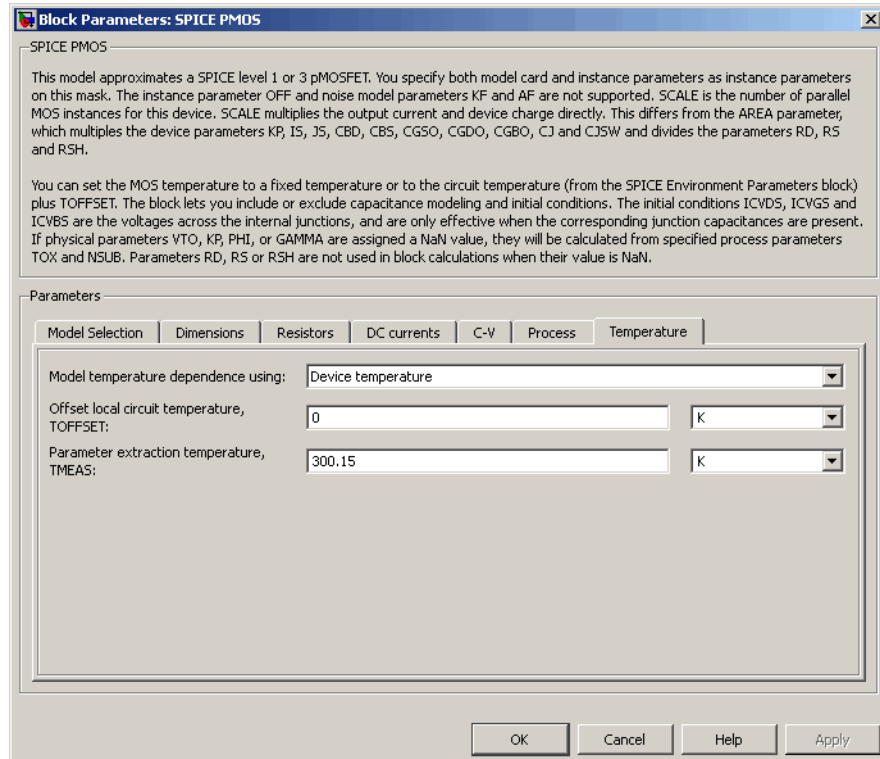 Block Parameters: SPICE PMOS
SPICE PMOS
This model approximates a SPICE level 1 or 3 pMOSFET. You specify both model card and instance parameters as instance parameters
on this mask. The instance parameter OFF and noise model parameters KF and AF are not supported. SCALE is the number of parallel
MOS instances for this device. SCALE multiplies the output current and device charge directly. This differs from the AREA parameter,
which multiplies the device parameters KP, IS, JS, CBD, CBS, CGSO, CGDO, CGBO, CJ and CJSW and divides the parameters RD, RS
and RSH.
You can set the MOS temperature to a fixed temperature or to the circuit temperature (from the SPICE Environment Parameters block)
plus TOFFSET. The block lets you include or exclude capacitance modeling and initial conditions. The initial conditions ICVDS, ICVGS and
ICVBS are the voltages across the internal junctions, and are only effective when the corresponding junction capacitances are present.
If physical parameters VTO, KP, PHI, or GAMMA are assigned a NaN value, they will be calculated from specified process parameters
TOX and NSUB. Parameters RD, RS or RSH are not used in block calculations when their value is NaN.
Parameters
Model Selection Dimensions Resistors DC currents C-V Process Temperature
Model temperature dependence using: Device temperature
Offset local circuit temperature,
TOFFSET: 0 K
Parameter extraction temperature,
TMEAS: 300.15 K
OK Cancel Help Apply